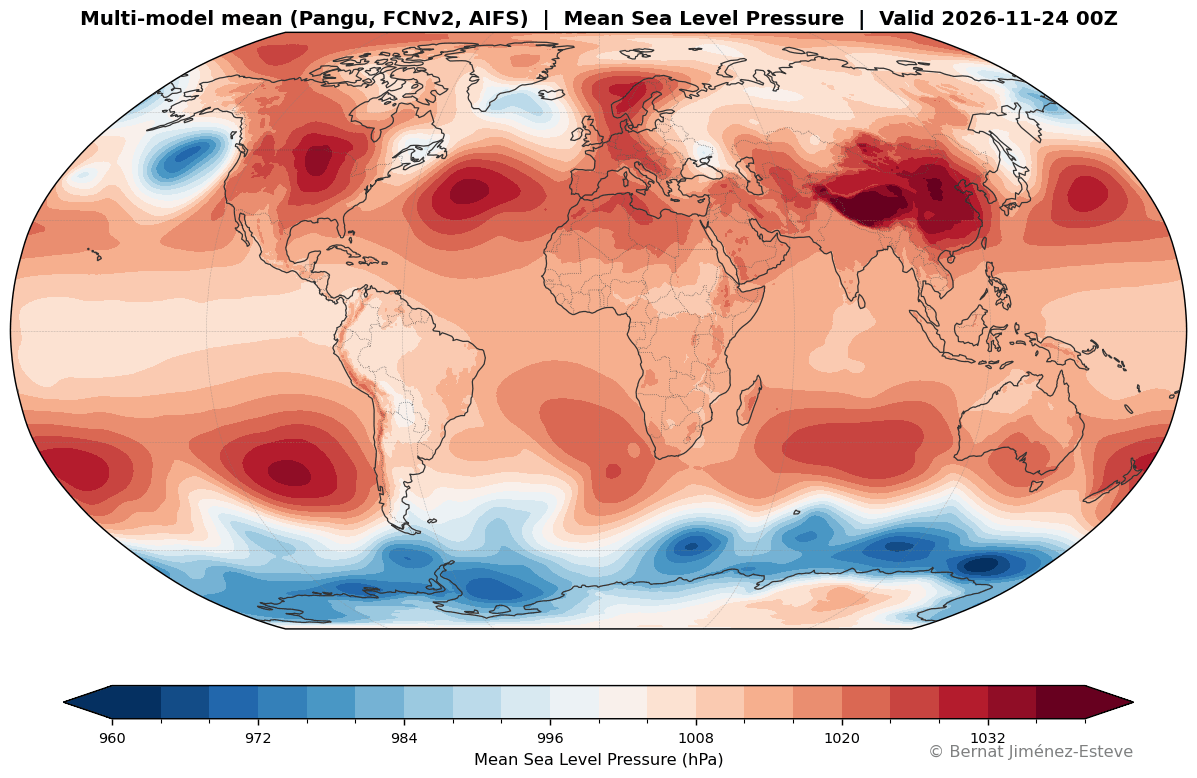 Multi-model mean (Pangu, FCNv2, AIFS) | Mean Sea Level Pressure | Valid 2026-11-24 00Z
960 972 984 996 1008 1020 1032
Mean Sea Level Pressure (hPa)
© Bernat Jiménez-Esteve